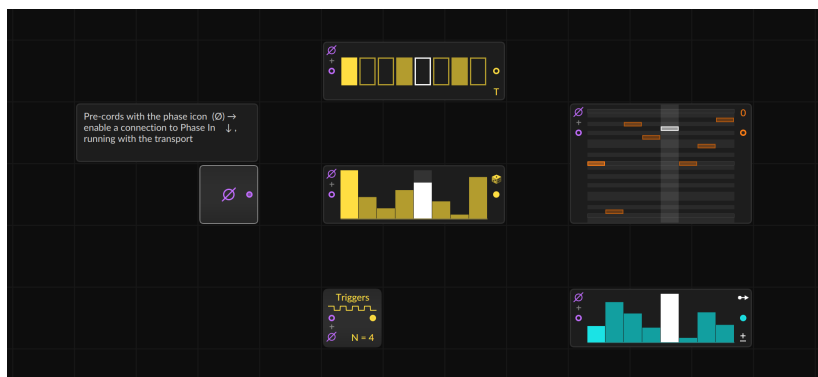 T
Pre-cords with the phase icon (Ø) →
enable a connection to Phase In ↓,
running with the transport
0
Triggers
N = 4